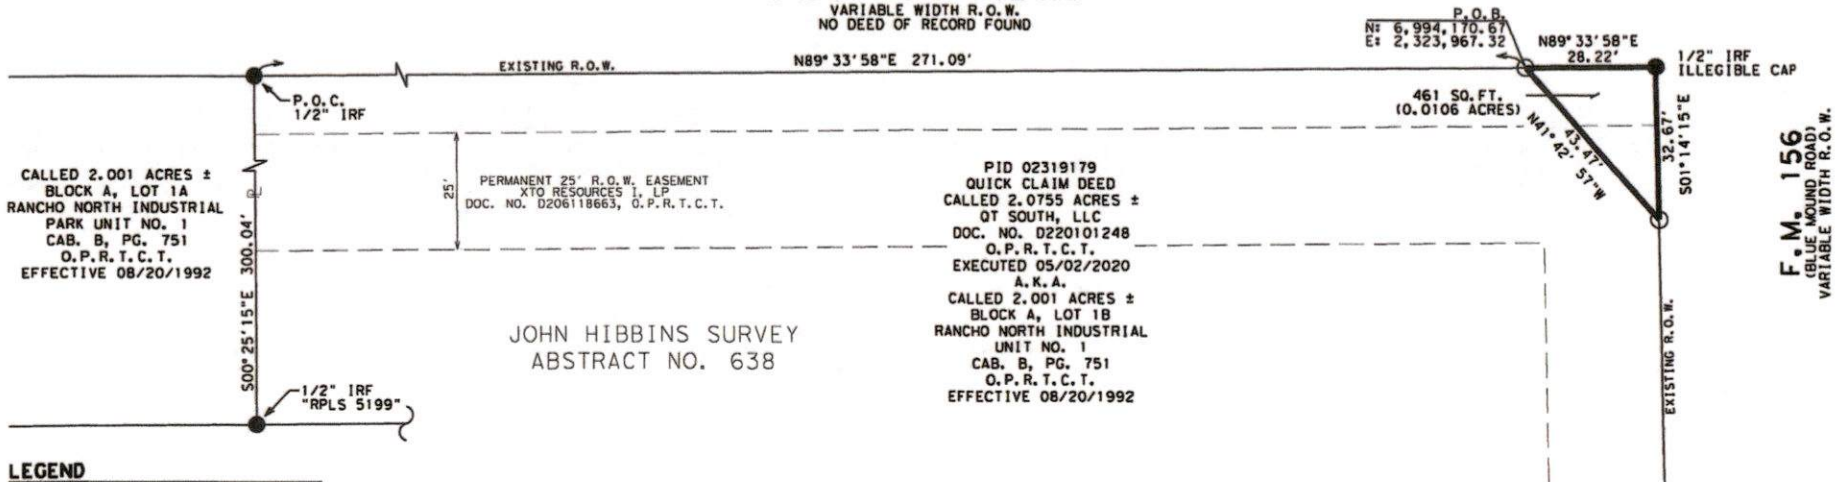 VARIABLE WIDTH R.O.W.
NO DEED OF RECORD FOUND
P.O.B.
N: 6,994,170.67
E: 2,323,967.32
N89°33'58"E
28.22'
1/2" IRF
ILLEGIBLE CAP
EXISTING R.O.W.
N89°33'58"E 271.09'
P.O.C.
1/2" IRF
461 SQ.FT.
(0.0106 ACRES)
N41°42'57"W
43.47'
32.67'
S01°14'15"E
F.M. 156
(BLUE MOUND ROAD)
VARIABLE WIDTH R.O.W.
CALLED 2.001 ACRES ±
BLOCK A, LOT 1A
RANCHO NORTH INDUSTRIAL
PARK UNIT NO. 1
CAB. B, PG. 751
O.P.R.T.C.T.
EFFECTIVE 08/20/1992
PL
S00°25'15"E 300.04'
25'
PERMANENT 25' R.O.W. EASEMENT
XTO RESOURCES I, LP
DOC. NO. D206118663, O.P.R.T.C.T.
PID 02319179
QUICK CLAIM DEED
CALLED 2.0755 ACRES ±
QT SOUTH, LLC
DOC. NO. D220101248
O.P.R.T.C.T.
EXECUTED 05/02/2020
A.K.A.
CALLED 2.001 ACRES ±
BLOCK A, LOT 1B
RANCHO NORTH INDUSTRIAL
UNIT NO. 1
CAB. B, PG. 751
O.P.R.T.C.T.
EFFECTIVE 08/20/1992
JOHN HIBBINS SURVEY
ABSTRACT NO. 638
EXISTING R.O.W.
1/2" IRF
"RPLS 5199"
LEGEND